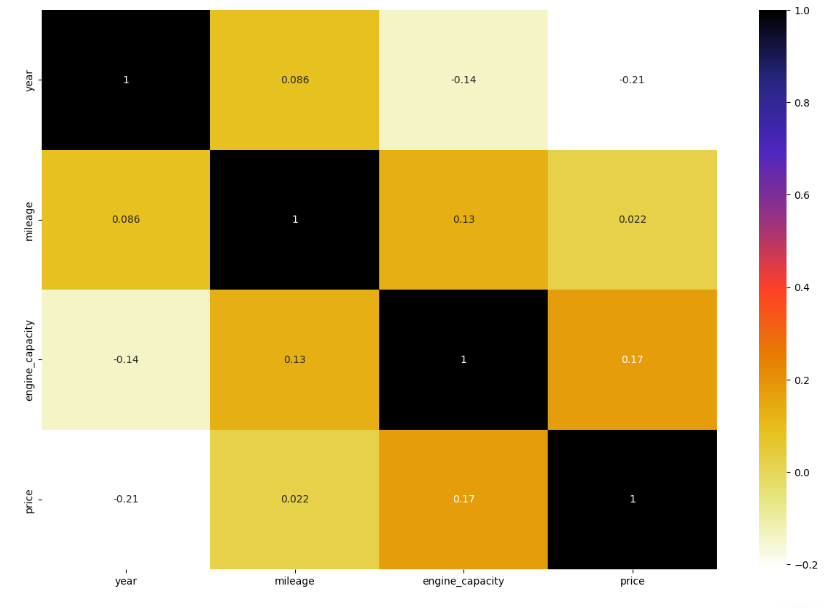 year 1 0.086 -0.14 -0.21
mileage 0.086 1 0.13 0.022
engine_capacity -0.14 0.13 1 0.17
price -0.21 0.022 0.17 1
year mileage engine_capacity price
1.0
0.8
0.6
0.4
0.2
0.0
−0.2